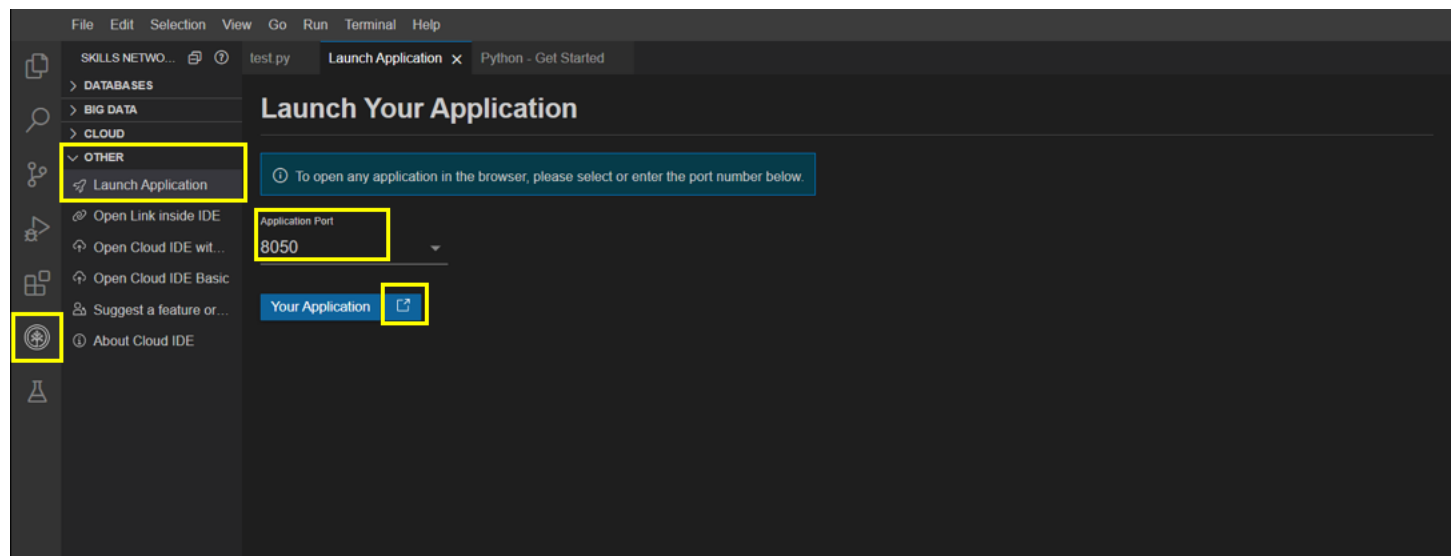 File Edit Selection View Go Run Terminal Help
SKILLS NETWO...
test.py
Launch Application
Python - Get Started
DATABASES
BIG DATA
CLOUD
OTHER
Launch Application
Open Link inside IDE
Open Cloud IDE wit...
Open Cloud IDE Basic
Suggest a feature or...
About Cloud IDE
Launch Your Application
To open any application in the browser, please select or enter the port number below.
Application Port
8050
Your Application